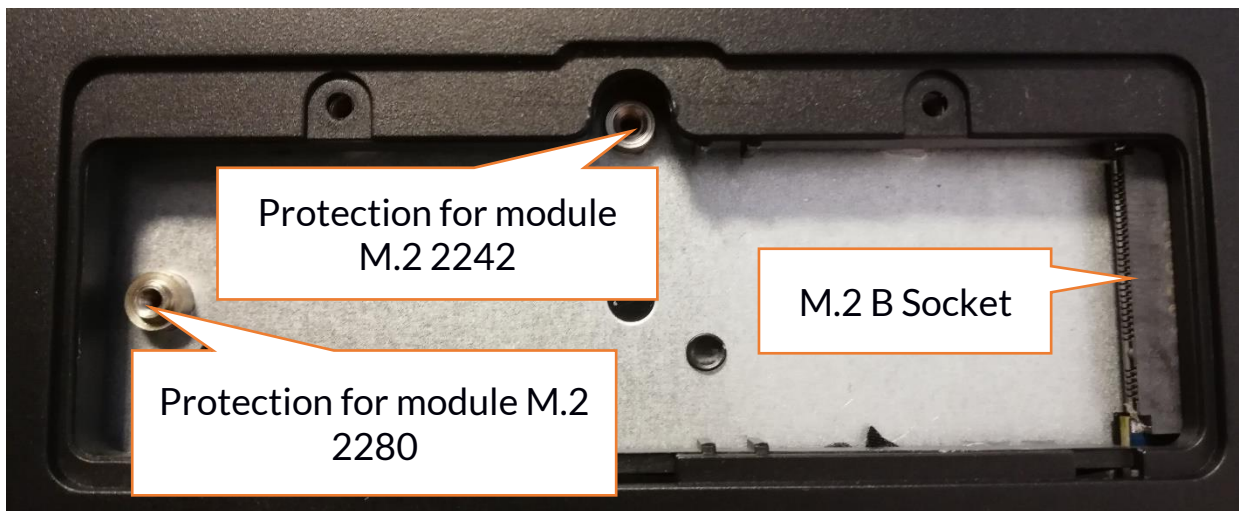 Protection for module
M.2 2242
M.2 B Socket
Protection for module M.2
2280